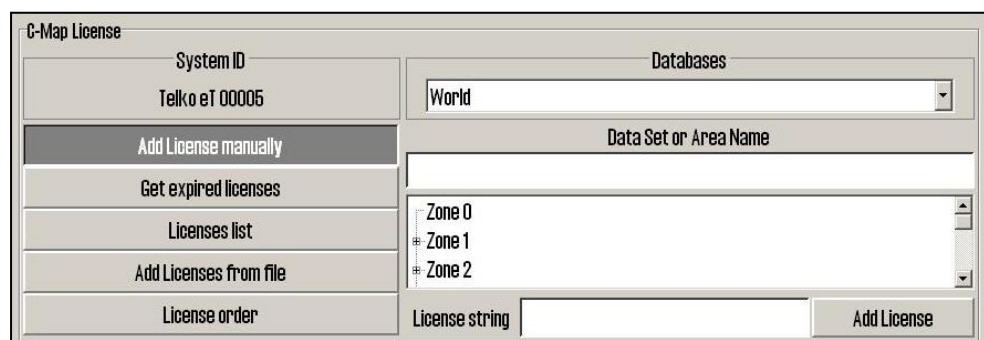 C-Map License
System ID
Telko eT 00005
Add License manually
Get expired licenses
Licenses list
Add Licenses from file
License order
Databases
World
Data Set or Area Name
Zone 0
Zone 1
Zone 2
License string
Add License